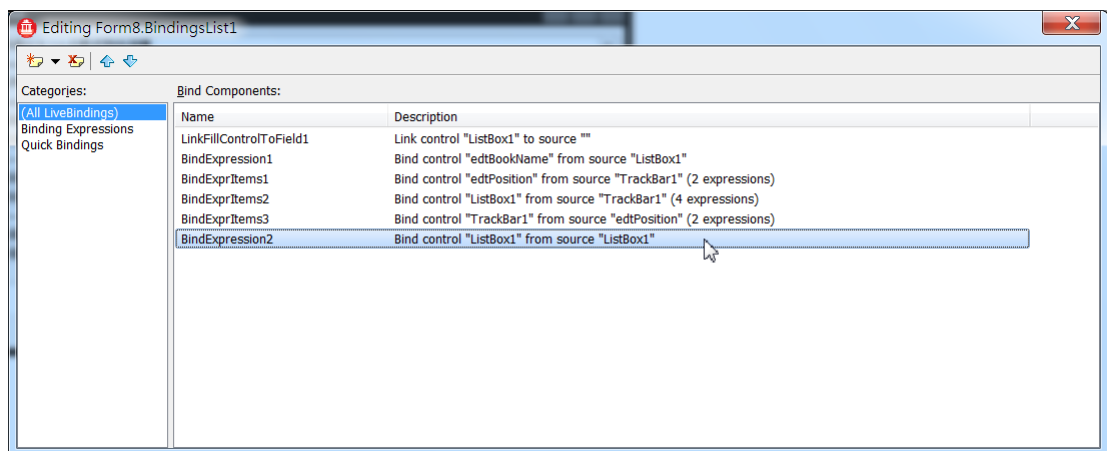 Editing Form8.BindingsList1
Categories:
Bind Components:
(All LiveBindings)
Binding Expressions
Quick Bindings
Name Description
LinkFillControlToField1 Link control "ListBox1" to source ""
BindExpression1 Bind control "edtBookName" from source "ListBox1"
BindExprItems1 Bind control "edtPosition" from source "TrackBar1" (2 expressions)
BindExprItems2 Bind control "ListBox1" from source "TrackBar1" (4 expressions)
BindExprItems3 Bind control "TrackBar1" from source "edtPosition" (2 expressions)
BindExpression2 Bind control "ListBox1" from source "ListBox1"